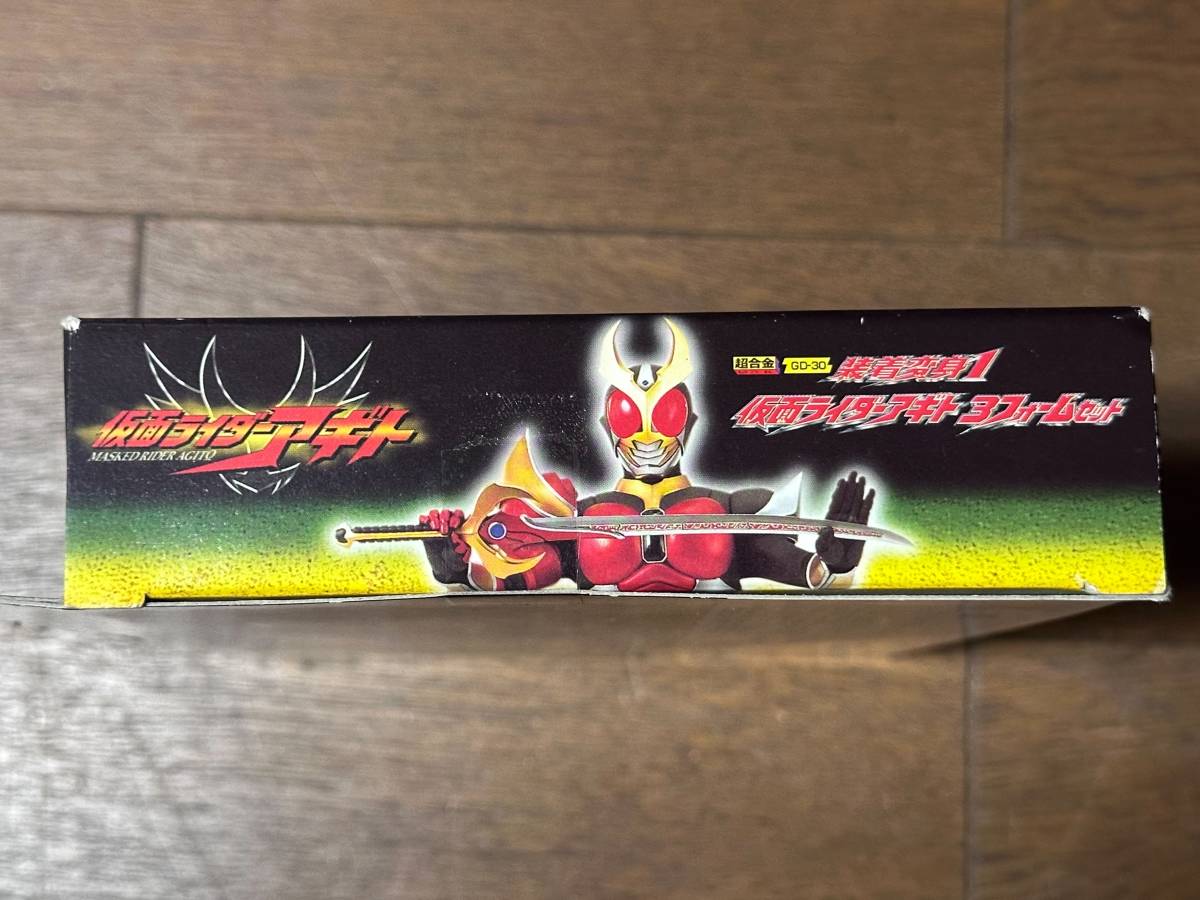 仮面ライダーアギト
MASKED RIDER AGITΩ
超合金 GD-30 装着変身1
仮面ライダーアギト 3フォームセット